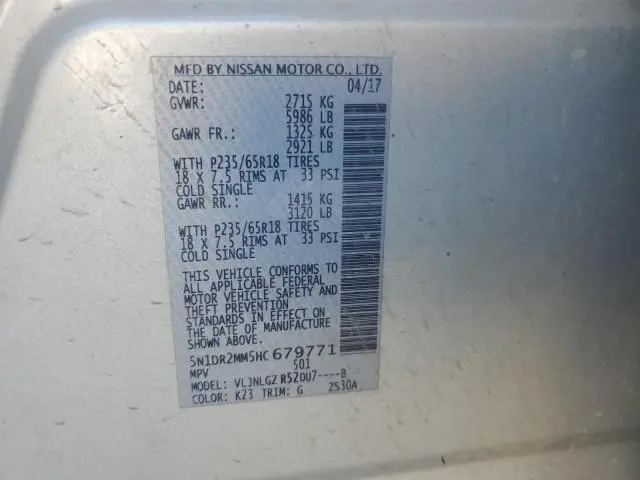 MFD BY NISSAN MOTOR CO., LTD.
DATE: 04/17
GVWR: 2715 KG
5986 LB
GAWR FR.: 1325 KG
2921 LB
WITH P235/65R18 TIRES
18 X 7.5 RIMS AT 33 PSI
COLD SINGLE
GAWR RR.: 1415 KG
3120 LB
WITH P235/65R18 TIRES
18 X 7.5 RIMS AT 33 PSI
COLD SINGLE
THIS VEHICLE CONFORMS TO
ALL APPLICABLE FEDERAL
MOTOR VEHICLE SAFETY AND
THEFT PREVENTION
STANDARDS IN EFFECT ON
THE DATE OF MANUFACTURE
SHOWN ABOVE.
5N1DR2MM5HC679771
MPV 501
MODEL: VLJNLGZ R52DU7----B
COLOR: K23 TRIM: G 2S30A